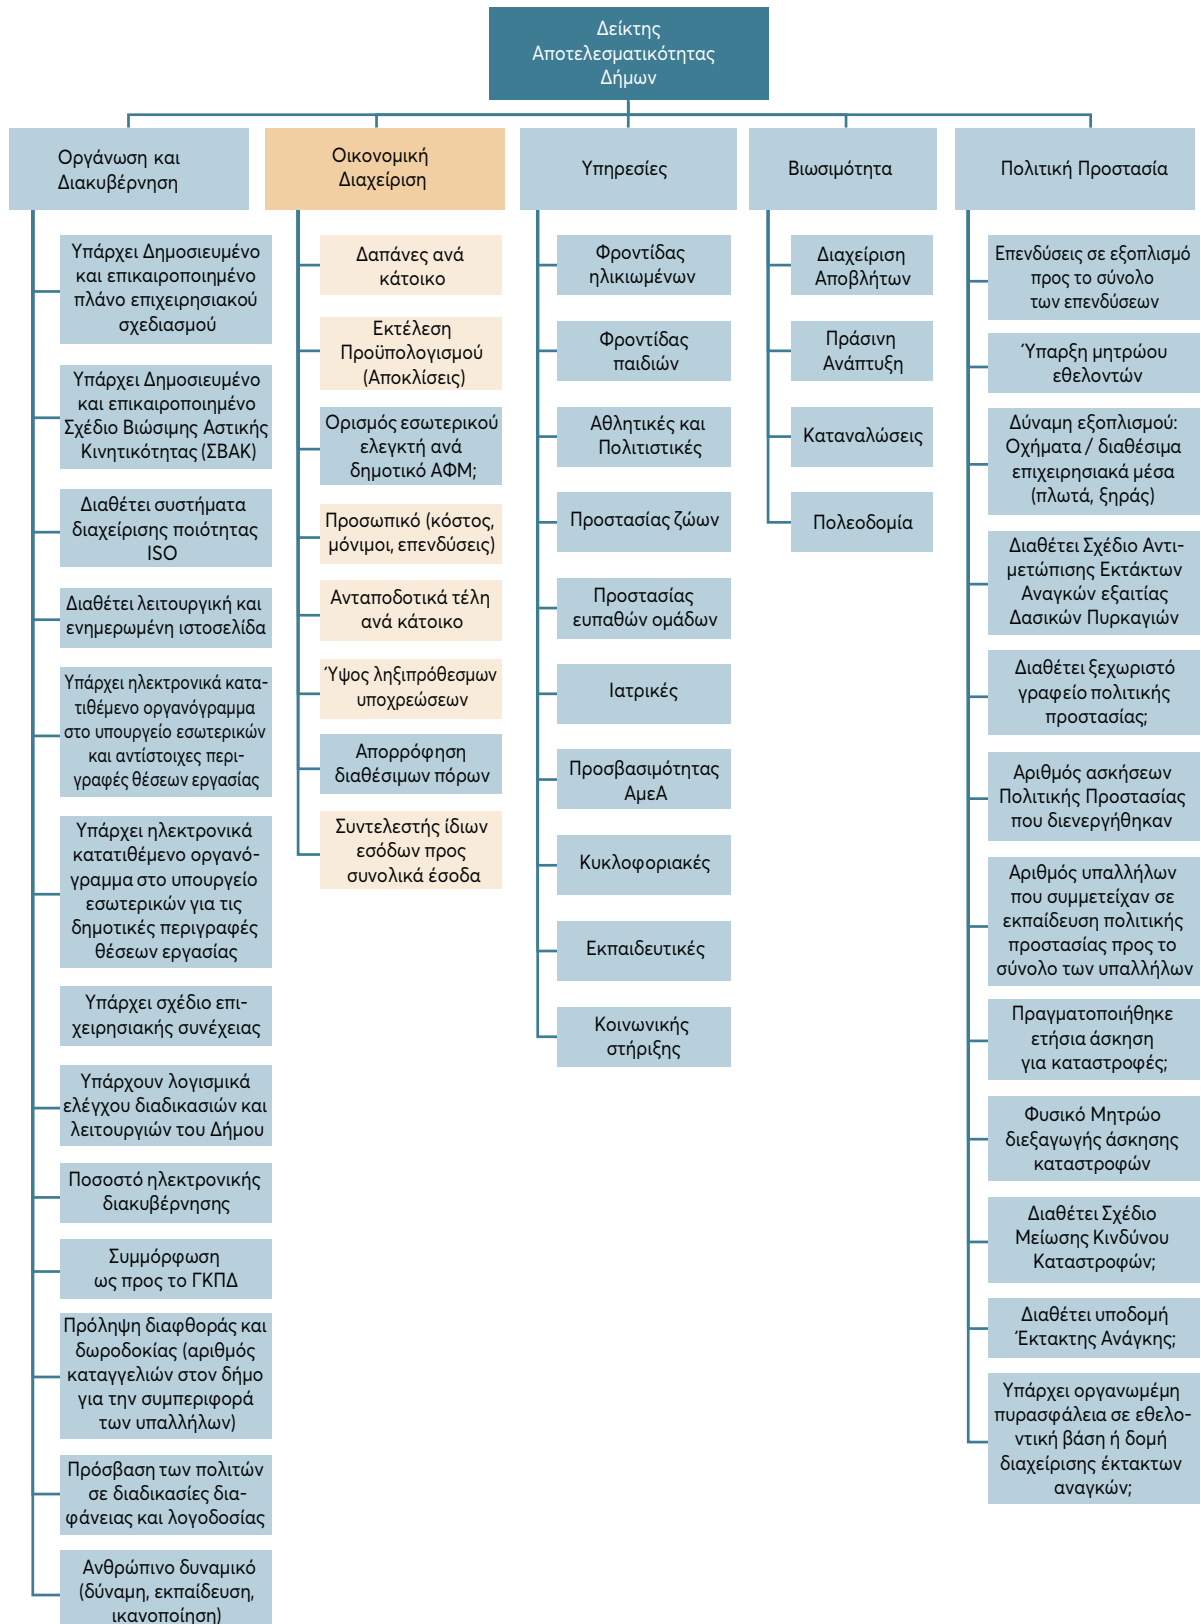 Δείκτης
Αποτελεσματικότητας
Δήμων
Οργάνωση και
Διακυβέρνηση
Υπάρχει Δημοσιευμένο
και επικαιροποιημένο
πλάνο επιχειρησιακού
σχεδιασμού
Υπάρχει Δημοσιευμένο
και επικαιροποιημένο
Σχέδιο Βιώσιμης Αστικής
Κινητικότητας (ΣΒΑΚ)
Διαθέτει συστήματα
διαχείρισης ποιότητας
ISO
Διαθέτει λειτουργική και
ενημερωμένη ιστοσελίδα
Υπάρχει ηλεκτρονικά κατα-
τιθέμενο οργανόγραμμα
στο υπουργείο εσωτερικών
και αντίστοιχες περι-
γραφές θέσεων εργασίας
Υπάρχει ηλεκτρονικά
κατατιθέμενο οργανό-
γραμμα στο υπουργείο
εσωτερικών για τις
δημοτικές περιγραφές
θέσεων εργασίας
Υπάρχει σχέδιο επι-
χειρησιακής συνέχειας
Υπάρχουν λογισμικά
ελέγχου διαδικασιών και
λειτουργιών του Δήμου
Ποσοστό ηλεκτρονικής
διακυβέρνησης
Συμμόρφωση
ως προς το ΓΚΠΔ
Πρόληψη διαφθοράς και
δωροδοκίας (αριθμός
καταγγελιών στον δήμο
για την συμπεριφορά
των υπαλλήλων)
Πρόσβαση των πολιτών
σε διαδικασίες δια-
φάνειας και λογοδοσίας
Ανθρώπινο δυναμικό
(δύναμη, εκπαίδευση,
ικανοποίηση)
Οικονομική
Διαχείριση
Δαπάνες ανά
κάτοικο
Εκτέλεση
Προϋπολογισμού
(Αποκλίσεις)
Ορισμός εσωτερικού
ελεγκτή ανά
δημοτικό ΑΦΜ;
Προσωπικό (κόστος,
μόνιμοι, επενδύσεις)
Ανταποδοτικά τέλη
ανά κάτοικο
Ύψος ληξιπρόθεσμων
υποχρεώσεων
Απορρόφηση
διαθέσιμων πόρων
Συντελεστής ίδιων
εσόδων προς
συνολικά έσοδα
Υπηρεσίες
Φροντίδας
ηλικιωμένων
Φροντίδας
παιδιών
Αθλητικές και
Πολιτιστικές
Προστασίας ζώων
Προστασίας
ευπαθών ομάδων
Ιατρικές
Προσβασιμότητας
ΑμεΑ
Κυκλοφοριακές
Εκπαιδευτικές
Κοινωνικής
στήριξης
Βιωσιμότητα
Διαχείριση
Αποβλήτων
Πράσινη
Ανάπτυξη
Καταναλώσεις
Πολεοδομία
Πολιτική Προστασία
Επενδύσεις σε εξοπλισμό
προς το σύνολο
των επενδύσεων
Ύπαρξη μητρώου
εθελοντών
Δύναμη εξοπλισμού:
Οχήματα / διαθέσιμα
επιχειρησιακά μέσα
(πλωτά, ξηράς)
Διαθέτει Σχέδιο Αντι-
μετώπισης Εκτάκτων
Αναγκών εξαιτίας
Δασικών Πυρκαγιών
Διαθέτει ξεχωριστό
γραφείο πολιτικής
προστασίας;
Αριθμός ασκήσεων
Πολιτικής Προστασίας
που διενεργήθηκαν
Αριθμός υπαλλήλων
που συμμετείχαν σε
εκπαίδευση πολιτικής
προστασίας προς το
σύνολο των υπαλλήλων
Πραγματοποιήθηκε
ετήσια άσκηση
για καταστροφές;
Φυσικό Μητρώο
διεξαγωγής άσκησης
καταστροφών
Διαθέτει Σχέδιο
Μείωσης Κινδύνου
Καταστροφών;
Διαθέτει υποδομή
Έκτακτης Ανάγκης;
Υπάρχει οργανωμέμη
πυρασφάλεια σε εθελο-
ντική βάση ή δομή
διαχείρισης έκτακτων
αναγκών;